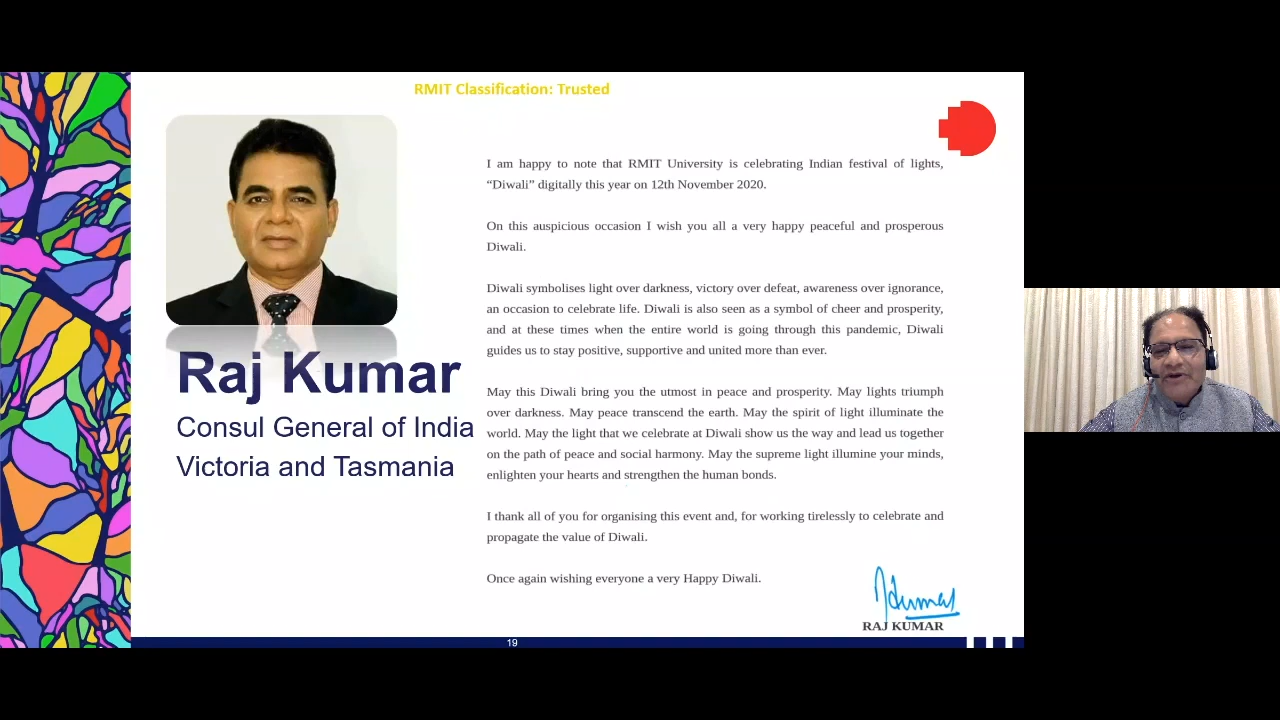 RMIT Classification: Trusted
Raj Kumar
Consul General of India
Victoria and Tasmania
I am happy to note that RMIT University is celebrating Indian festival of lights,
“Diwali” digitally this year on 12th November 2020.
On this auspicious occasion I wish you all a very happy peaceful and prosperous
Diwali.
Diwali symbolises light over darkness, victory over defeat, awareness over ignorance,
an occasion to celebrate life. Diwali is also seen as a symbol of cheer and prosperity,
and at these times when the entire world is going through this pandemic, Diwali
guides us to stay positive, supportive and united more than ever.
May this Diwali bring you the utmost in peace and prosperity. May lights triumph
over darkness. May peace transcend the earth. May the spirit of light illuminate the
world. May the light that we celebrate at Diwali show us the way and lead us together
on the path of peace and social harmony. May the supreme light illumine your minds,
enlighten your hearts and strengthen the human bonds.
I thank all of you for organising this event and, for working tirelessly to celebrate and
propagate the value of Diwali.
Once again wishing everyone a very Happy Diwali.
RAJ KUMAR
19